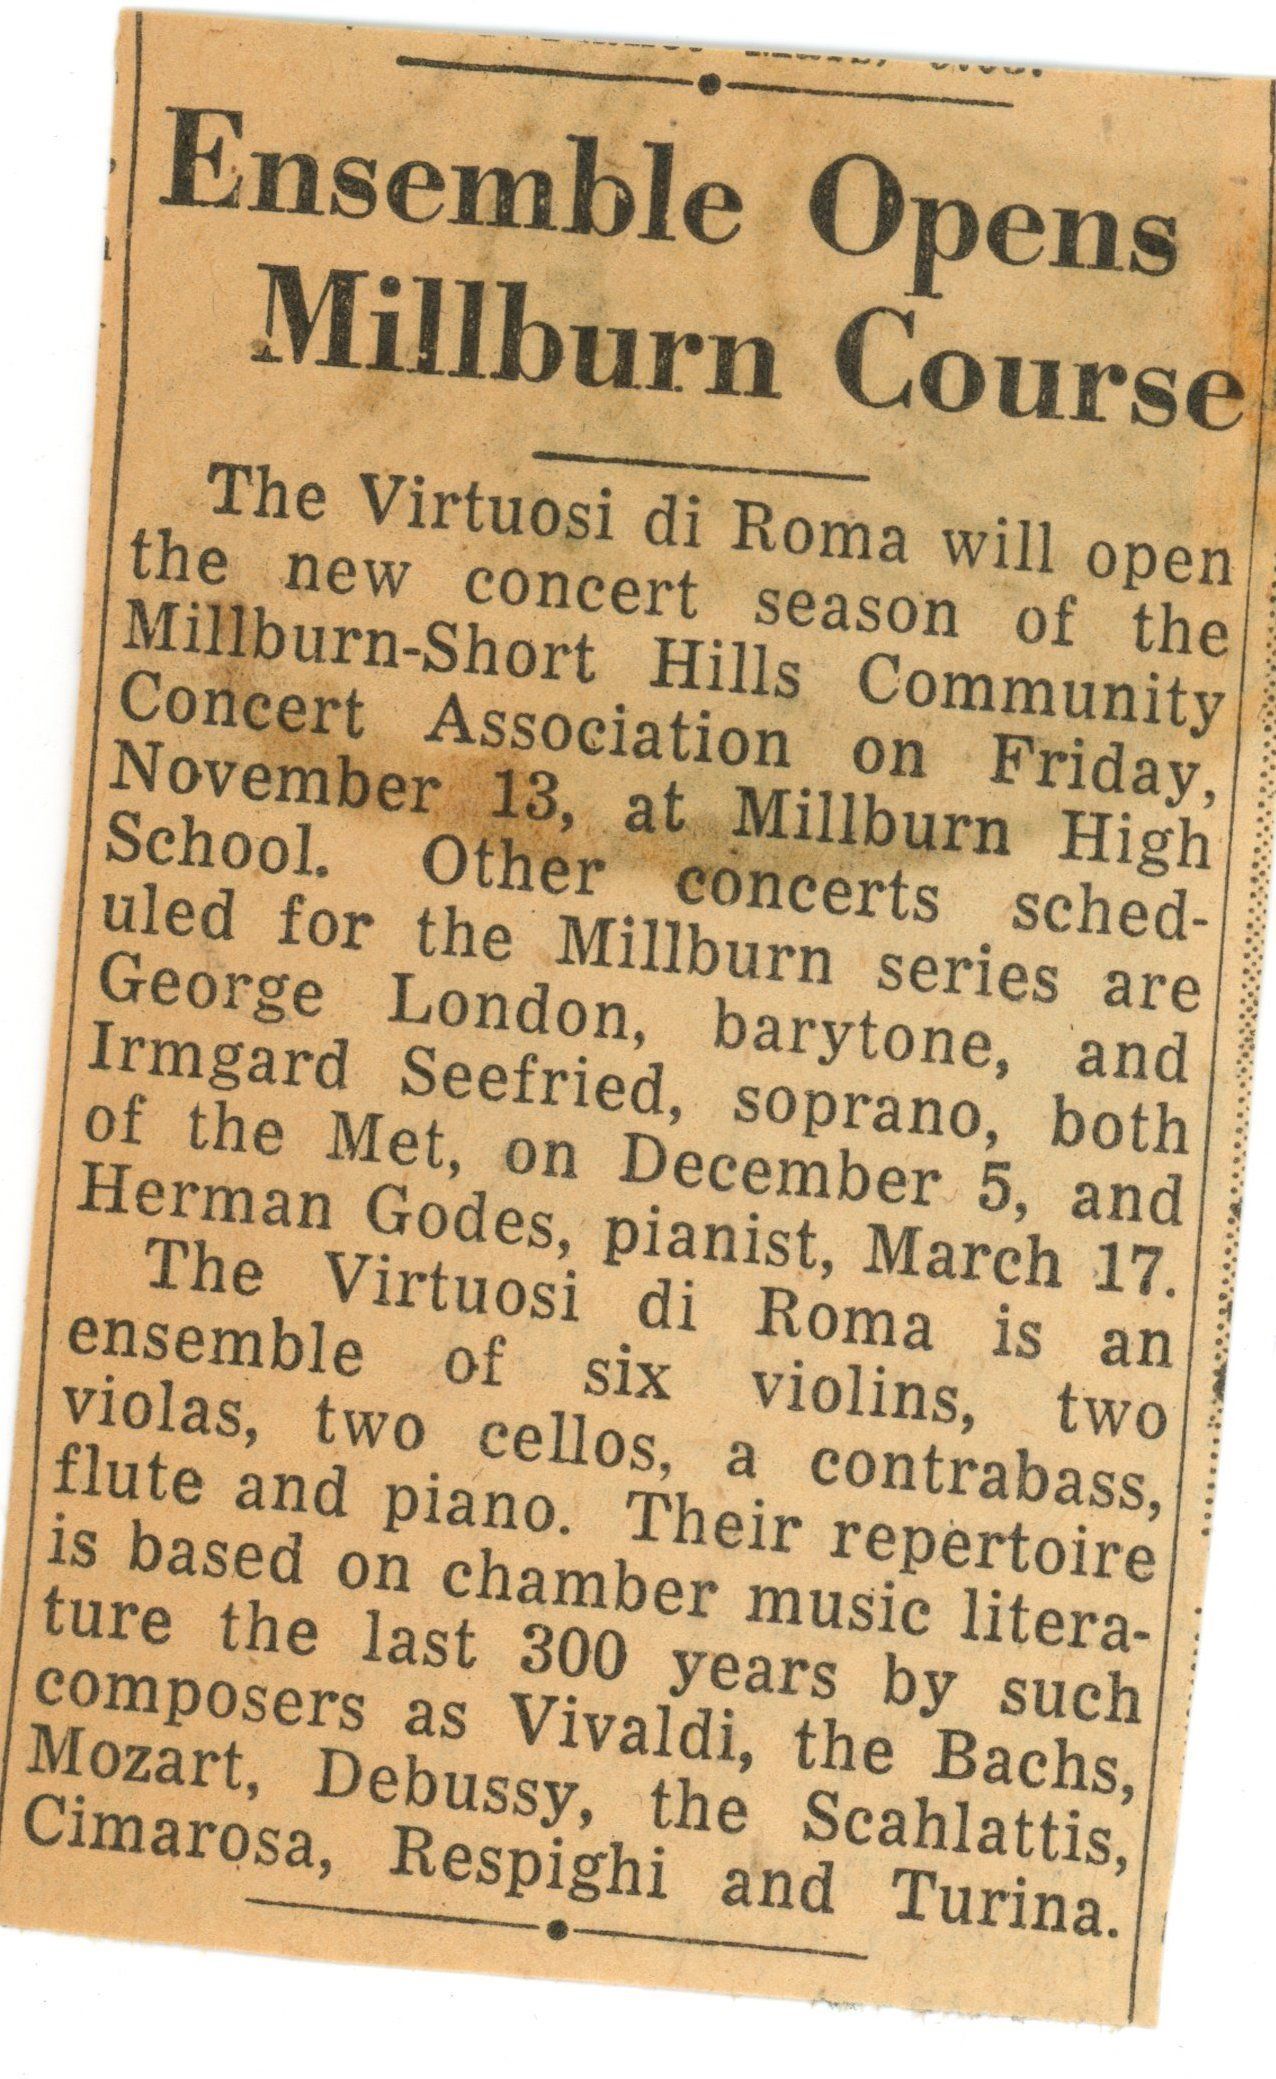 Ensemble Opens
Millburn Course
The Virtuosi di Roma will open
the new concert season of the
Millburn-Short Hills Community
Concert Association on Friday,
November 13, at Millburn High
School. Other concerts sched-
uled for the Millburn series are
George London, barytone, and
Irmgard Seefried, soprano, both
of the Met, on December 5, and
Herman Godes, pianist, March 17.
The Virtuosi di Roma is an
ensemble of six violins, two
violas, two cellos, a contrabass,
flute and piano. Their repertoire
is based on chamber music litera-
ture the last 300 years by such
composers as Vivaldi, the Bachs,
Mozart, Debussy, the Scahlattis,
Cimarosa, Respighi and Turina.